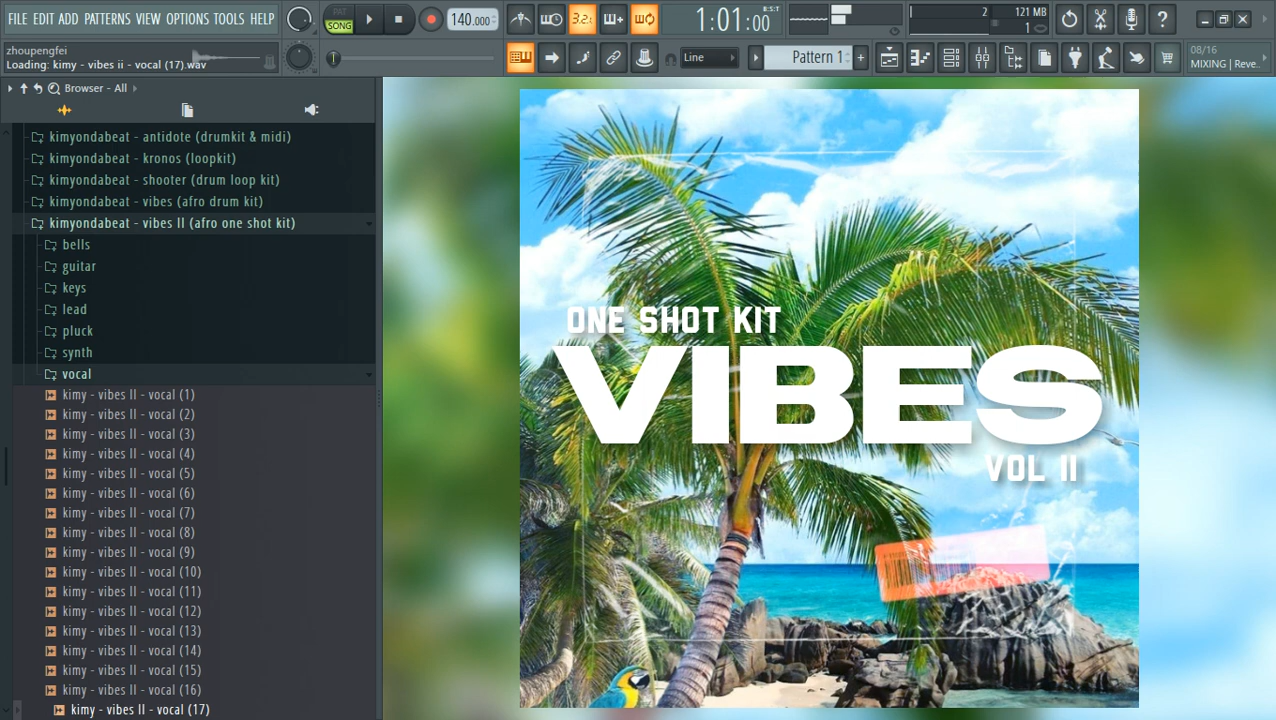 FILE EDIT ADD PATTERNS VIEW OPTIONS TOOLS HELP
PAT
SONG
140.000
3.2.
1:01:00
B:S:T
2
121 MB
1
zhoupengfei
Loading: kimy - vibes ii - vocal (17).wav
Line
Pattern 1
+
08/16
MIXING | Reve..
Browser - All
kimyondabeat - antidote (drumkit & midi)
kimyondabeat - kronos (loopkit)
kimyondabeat - shooter (drum loop kit)
kimyondabeat - vibes (afro drum kit)
kimyondabeat - vibes II (afro one shot kit)
bells
guitar
keys
lead
pluck
synth
vocal
kimy - vibes II - vocal (1)
kimy - vibes II - vocal (2)
kimy - vibes II - vocal (3)
kimy - vibes II - vocal (4)
kimy - vibes II - vocal (5)
kimy - vibes II - vocal (6)
kimy - vibes II - vocal (7)
kimy - vibes II - vocal (8)
kimy - vibes II - vocal (9)
kimy - vibes II - vocal (10)
kimy - vibes II - vocal (11)
kimy - vibes II - vocal (12)
kimy - vibes II - vocal (13)
kimy - vibes II - vocal (14)
kimy - vibes II - vocal (15)
kimy - vibes II - vocal (16)
kimy - vibes II - vocal (17)
ONE SHOT KIT
VIBES
VOL II